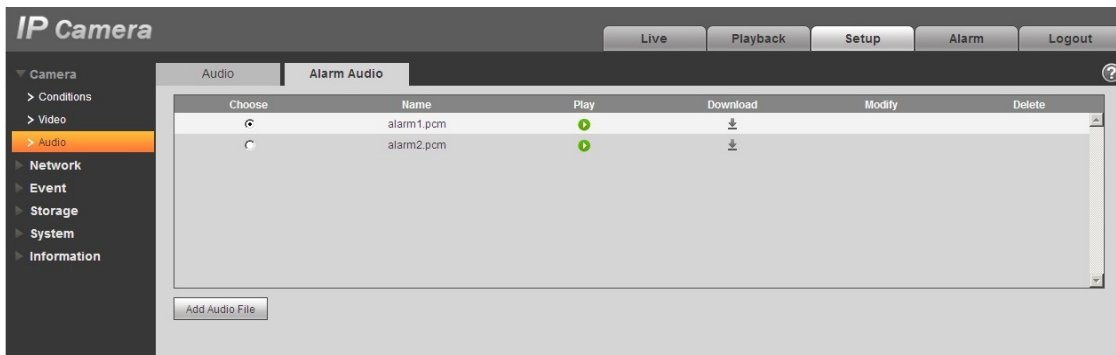 IP Camera
Live Playback Setup Alarm Logout
Camera
Conditions
Video
Audio
Network
Event
Storage
System
Information
Audio Alarm Audio
?
Choose Name Play Download Modify Delete
alarm1.pcm
alarm2.pcm
Add Audio File